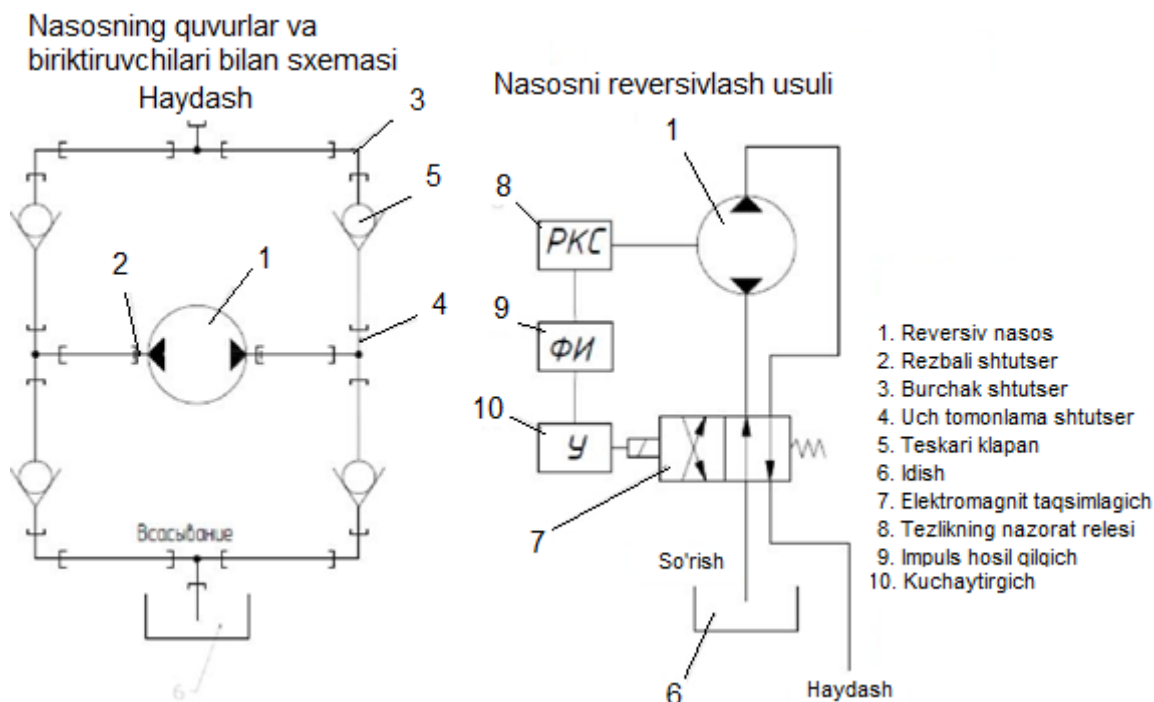 Nasosning quvurlar va
biriktiruvchilari bilan sxemasi
Haydash
3
5
2
1
4
Всасывание
6
Nasosni reversivlash usuli
1
8
РКС
9
ФИ
10
У
7
So'rish
6
Haydash
1. Reversiv nasos
2. Rezbali shtutser
3. Burchak shtutser
4. Uch tomonlama shtutser
5. Teskari klapan
6. Idish
7. Elektromagnit taqsimlagich
8. Tezlikning nazorat relesi
9. Impuls hosil qilgich
10. Kuchaytirgich